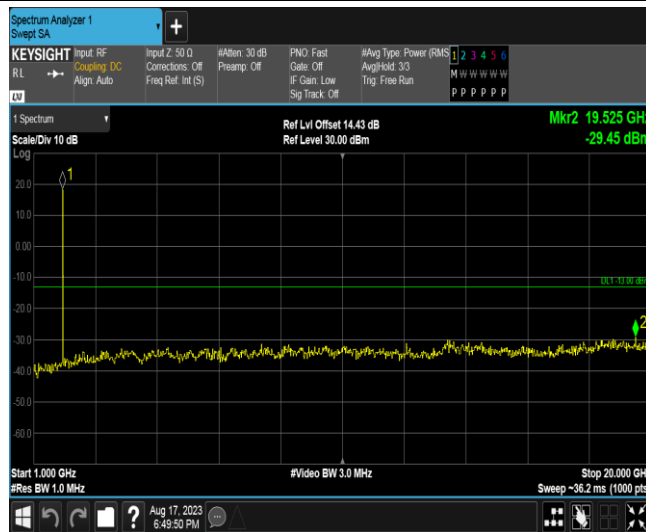 Spectrum Analyzer 1
Swept SA
KEYSIGHT
RL
Input: RF
Coupling: DC
Align: Auto
Input Z: 50 Ω
Corrections: Off
Freq Ref: Int (S)
#Atten: 30 dB
Preamp: Off
PNO: Fast
Gate: Off
IF Gain: Low
Sig Track: Off
#Avg Type: Power (RMS
Avg|Hold: 3/3
Trig: Free Run
1 2 3 4 5 6
M W W W W W
P P P P P P
LXI
1 Spectrum
Scale/Div 10 dB
Ref Lvl Offset 14.43 dB
Ref Level 30.00 dBm
Mkr2 19.525 GHz
-29.45 dBm
Log
1
20.0
10.0
0.00
-10.0
DL1 -13.00 dBm
2
-20.0
-30.0
-40.0
-50.0
-60.0
Start 1.000 GHz
#Video BW 3.0 MHz
Stop 20.000 GHz
#Res BW 1.0 MHz
Sweep ~36.2 ms (1000 pts)
?
Aug 17, 2023
6:49:50 PM